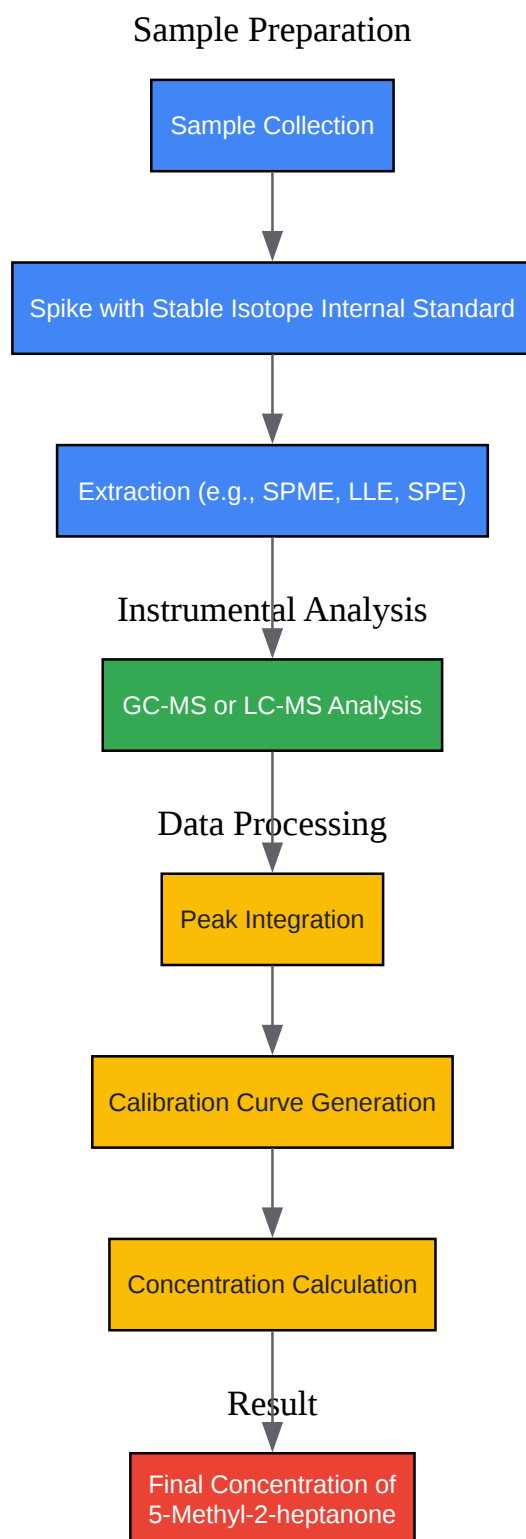 Sample Preparation
Sample Collection
Spike with Stable Isotope Internal Standard
Extraction (e.g., SPME, LLE, SPE)
Instrumental Analysis
GC-MS or LC-MS Analysis
Data Processing
Peak Integration
Calibration Curve Generation
Concentration Calculation
Result
Final Concentration of
5-Methyl-2-heptanone